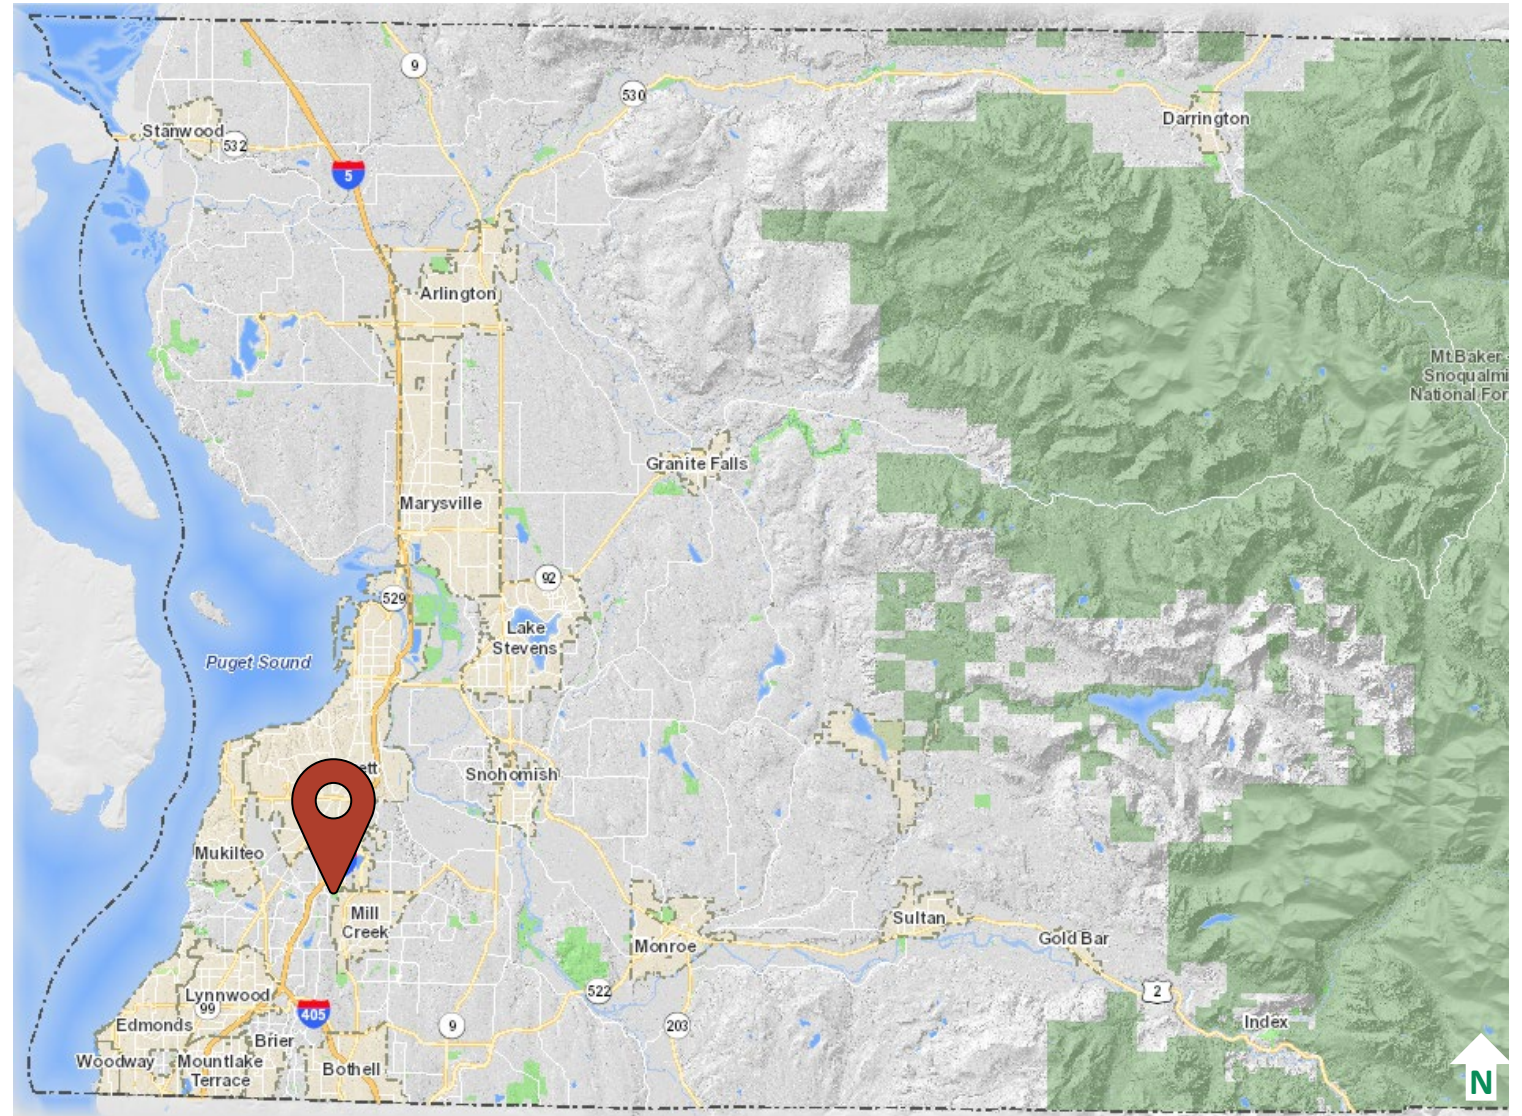 9
530
Stanwood
532
Darrington
5
Arlington
Mt.Baker -
Snoqualmi
National For
Granite Falls
Marysville
92
529
Lake
Stevens
Puget Sound
ett
Snohomish
Mukilteo
Mill
Creek
Sultan
Monroe
Gold Bar
Lynnwood
99
522
2
405
Edmonds
9
203
Index
Brier
Woodway
Mountlake
Terrace
Bothell
N